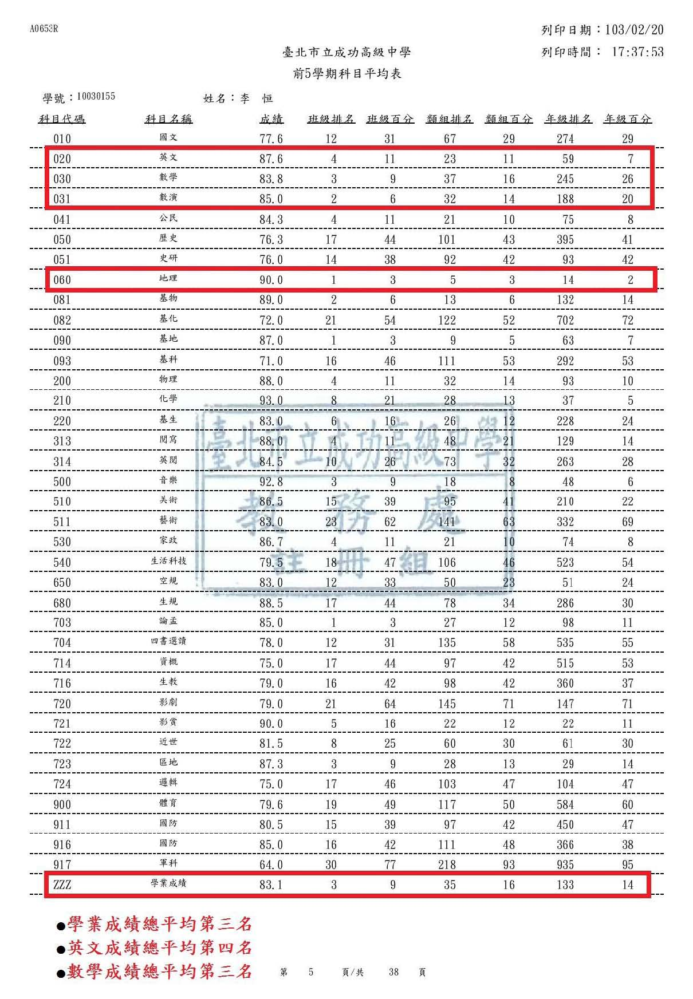 A0653R
列印日期：103/02/20
臺北市立成功高級中學
列印時間： 17:37:53
前5學期科目平均表
學號：10030155 姓名：李 恒
科目代碼 科目名稱 成績 班級排名 班級百分 類組排名 類組百分 年級排名 年級百分
010 國文 77.6 12 31 67 29 274 29
020 英文 87.6 4 11 23 11 59 7
030 數學 83.8 3 9 37 16 245 26
031 數演 85.0 2 6 32 14 188 20
041 公民 84.3 4 11 21 10 75 8
050 歷史 76.3 17 44 101 43 395 41
051 史研 76.0 14 38 92 42 93 42
060 地理 90.0 1 3 5 3 14 2
081 基物 89.0 2 6 13 6 132 14
082 基化 72.0 21 54 122 52 702 72
090 基地 87.0 1 3 9 5 63 7
093 基科 71.0 16 46 111 53 292 53
200 物理 88.0 4 11 32 14 93 10
210 化學 93.0 8 21 28 13 37 5
220 基生 83.0 6 16 26 12 228 24
313 閱寫 88.0 4 11 48 21 129 14
314 英閱 84.5 10 26 73 32 263 28
500 音樂 92.8 3 9 18 8 48 6
510 美術 86.5 15 39 95 41 210 22
511 藝術 83.0 23 62 141 63 332 69
530 家政 86.7 4 11 21 10 74 8
540 生活科技 79.5 18 47 106 46 523 54
650 空規 83.0 12 33 50 23 51 24
680 生規 88.5 17 44 78 34 286 30
703 論孟 85.0 1 3 27 12 98 11
704 四書選讀 78.0 12 31 135 58 535 55
714 資概 75.0 17 44 97 42 515 53
716 生教 79.0 16 42 98 42 360 37
720 影劇 79.0 21 64 145 71 147 71
721 影賞 90.0 5 16 22 12 22 11
722 近世 81.5 8 25 60 30 61 30
723 區地 87.3 3 9 28 13 29 14
724 邏輯 75.0 17 46 103 47 104 47
900 體育 79.6 19 49 117 50 584 60
911 國防 80.5 15 39 97 42 450 47
916 國防 85.0 16 42 111 48 366 38
917 軍科 64.0 30 77 218 93 935 95
ZZZ 學業成績 83.1 3 9 35 16 133 14
臺北市立成功高級中學
教務處
註冊組
●學業成績總平均第三名
●英文成績總平均第四名
●數學成績總平均第三名
第 5 頁/共 38 頁